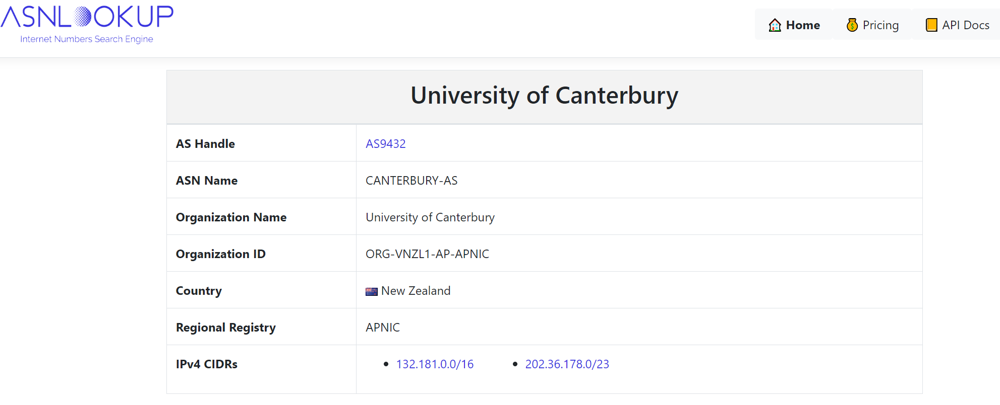 ASNLOOKUP
Internet Numbers Search Engine
Home Pricing API Docs
University of Canterbury
AS Handle AS9432
ASN Name CANTERBURY-AS
Organization Name University of Canterbury
Organization ID ORG-VNZL1-AP-APNIC
Country New Zealand
Regional Registry APNIC
IPv4 CIDRs • 132.181.0.0/16 • 202.36.178.0/23